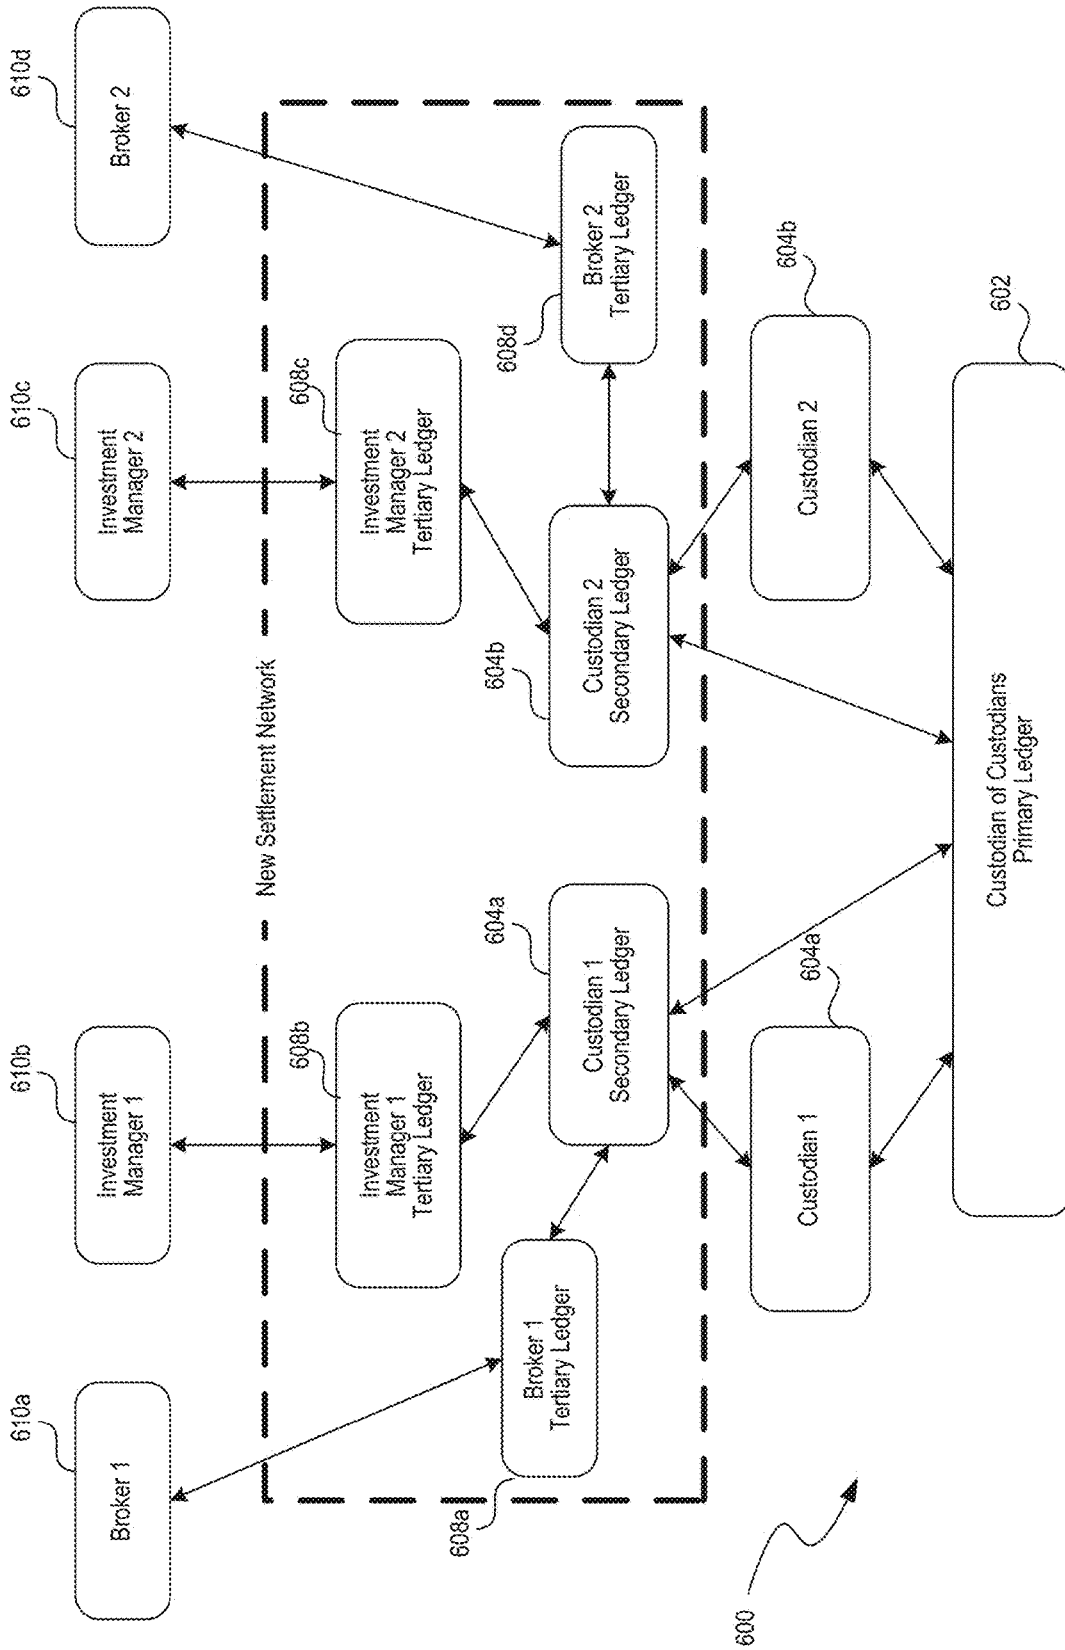 610a
610b
610c
610d
Broker 1
Investment
Manager 1
Investment
Manager 2
Broker 2
New Settlement Network
608b
608c
Investment
Manager 1
Tertiary Ledger
Investment
Manager 2
Tertiary Ledger
608a
604a
604b
608d
Broker 1
Tertiary Ledger
Custodian 1
Secondary Ledger
Custodian 2
Secondary Ledger
Broker 2
Tertiary Ledger
604a
604b
Custodian 1
Custodian 2
600
602
Custodian of Custodians
Primary Ledger